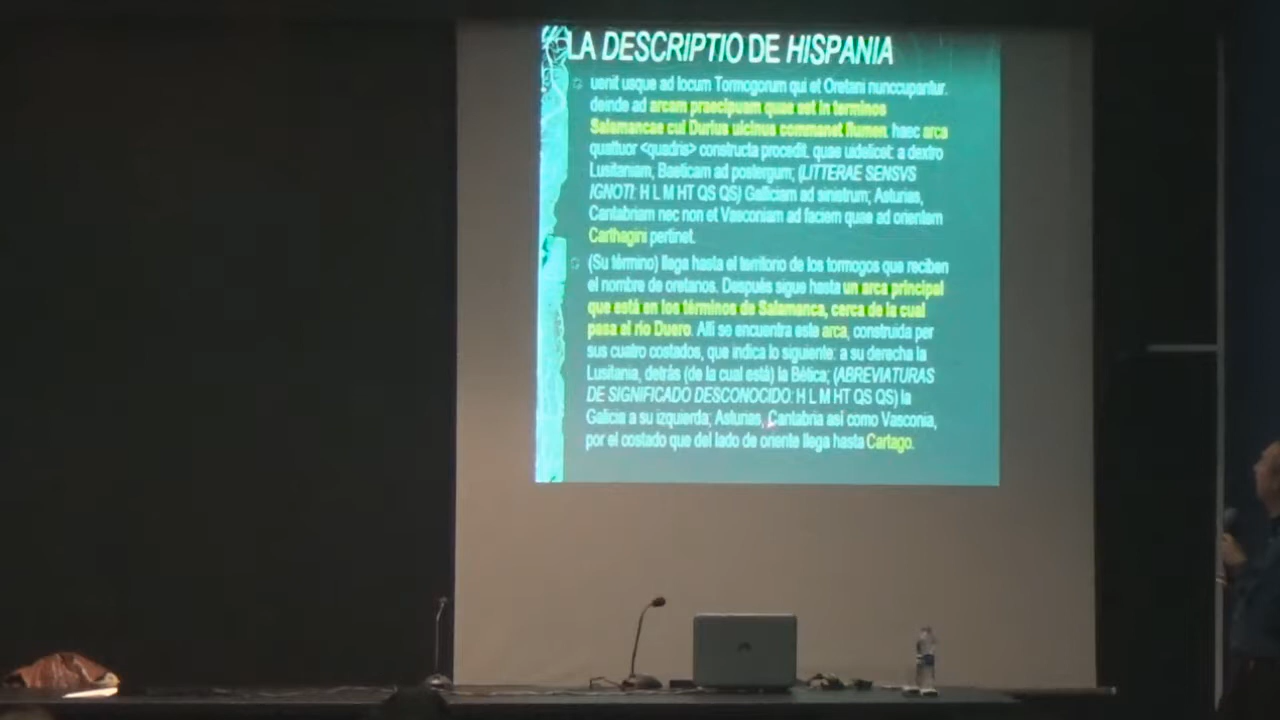 LA DESCRIPTIO DE HISPANIA
uenit usque ad locum Tormogorum qui et Oretani nunccupantur.
deinde ad arcam praecipuam quae est in terminos
Salamancae cui Durius uicinus commanet flumen. haec arca
quattuor <quadris> constructa procedit. quae uidelicet: a dextro
Lusitaniam; Baeticam ad postergum; (LITTERAE SENSVS
IGNOTI: H L M HT QS QS) Galliciam ad sinistrum; Asturias,
Cantabriam nec non et Vasconiam ad faciem quae ad orientem
Carthagini pertinet.
(Su término) llega hasta el territorio de los tormogos que reciben
el nombre de oretanos. Después sigue hasta un arca principal
que está en los términos de Salamanca, cerca de la cual
pasa el río Duero. Allí se encuentra este arca, construida por
sus cuatro costados, que indica lo siguiente: a su derecha la
Lusitania, detrás (de la cual está) la Bética; (ABREVIATURAS
DE SIGNIFICADO DESCONOCIDO: H L M HT QS QS) la
Galicia a su izquierda; Asturias, Cantabria así como Vasconia,
por el costado que del lado de oriente llega hasta Cartago.